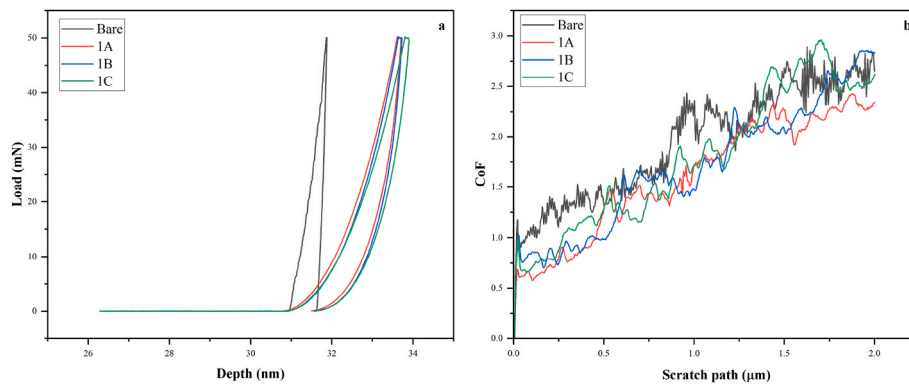 Bare
1A
1B
1C
a
50
40
30
20
10
0
Load (mN)
26
28
30
32
34
Depth (nm)
Bare
1A
1B
1C
b
3.0
2.5
2.0
1.5
1.0
0.5
0.0
CoF
0.0
0.5
1.0
1.5
2.0
Scratch path (μm)